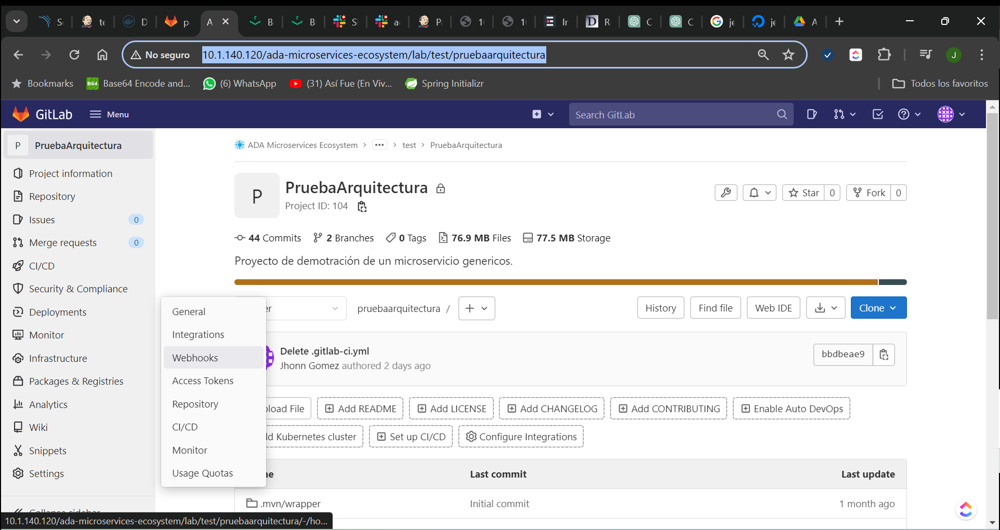 S
te
D
p
A
B
B
S
a
P
1
1
Ir
R
C
C
je
je
A
No seguro
10.1.140.120/ada-microservices-ecosystem/lab/test/pruebaarquitectura
J
Bookmarks
B64
Base64 Encode and...
(6) WhatsApp
(31) Así Fue (En Viv...
Spring Initializr
Todos los favoritos
GitLab
Menu
Search GitLab
P
PruebaArquitectura
Project information
Repository
Issues
0
Merge requests
0
CI/CD
Security & Compliance
Deployments
Monitor
Infrastructure
Packages & Registries
Analytics
Wiki
Snippets
Settings
General
Integrations
Webhooks
Access Tokens
Repository
CI/CD
Monitor
Usage Quotas
ADA Microservices Ecosystem
test
PruebaArquitectura
P
PruebaArquitectura
Project ID: 104
Star 0
Fork 0
44 Commits
2 Branches
0 Tags
76.9 MB Files
77.5 MB Storage
Proyecto de demotración de un microservicio genericos.
er
pruebaarquitectura /
History
Find file
Web IDE
Clone
Delete .gitlab-ci.yml
Jhonn Gomez authored 2 days ago
bbdbeae9
load File
Add README
Add LICENSE
Add CHANGELOG
Add CONTRIBUTING
Enable Auto DevOps
dd Kubernetes cluster
Set up CI/CD
Configure Integrations
ne
Last commit
Last update
.mvn/wrapper
Initial commit
1 month ago
10.1.140.120/ada-microservices-ecosystem/lab/test/pruebaarquitectura/-/ho...